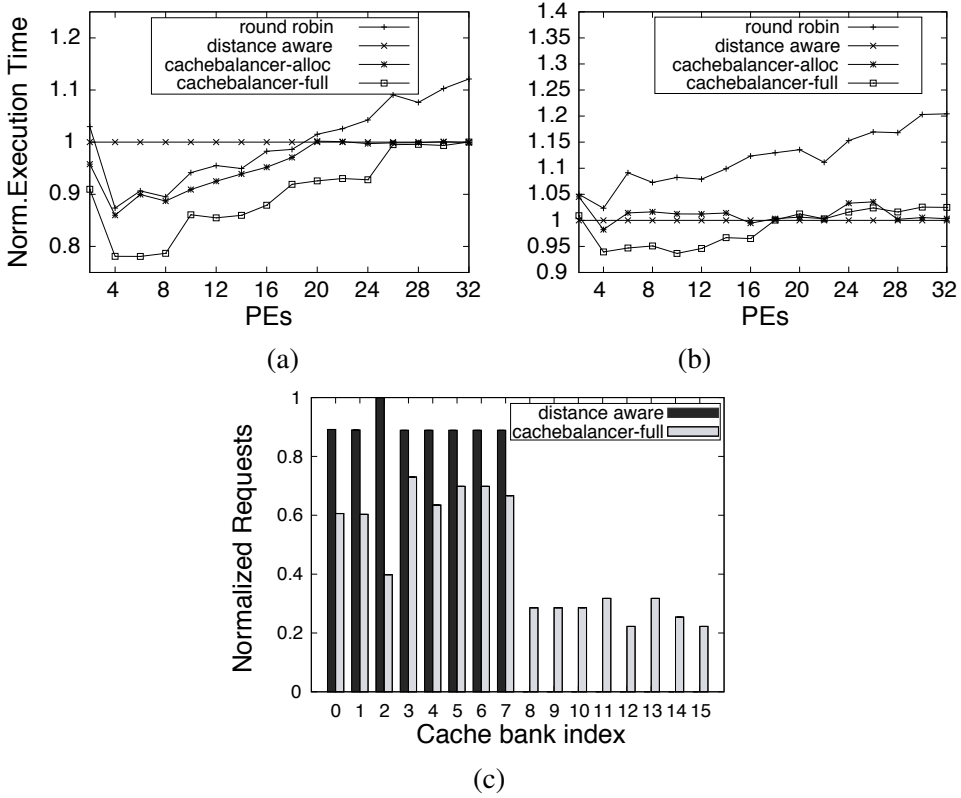 round robin
distance aware
cachebalancer-alloc
cachebalancer-full
Norm.Execution Time
1.2
1.1
1
0.9
0.8
4 8 12 16 20 24 28 32
PEs
(a)
round robin
distance aware
cachebalancer-alloc
cachebalancer-full
1.4
1.35
1.3
1.25
1.2
1.15
1.1
1.05
1
0.95
0.9
4 8 12 16 20 24 28 32
PEs
(b)
distance aware
cachebalancer-full
Normalized Requests
1
0.8
0.6
0.4
0.2
0
0 1 2 3 4 5 6 7 8 9 10 11 12 13 14 15
Cache bank index
(c)